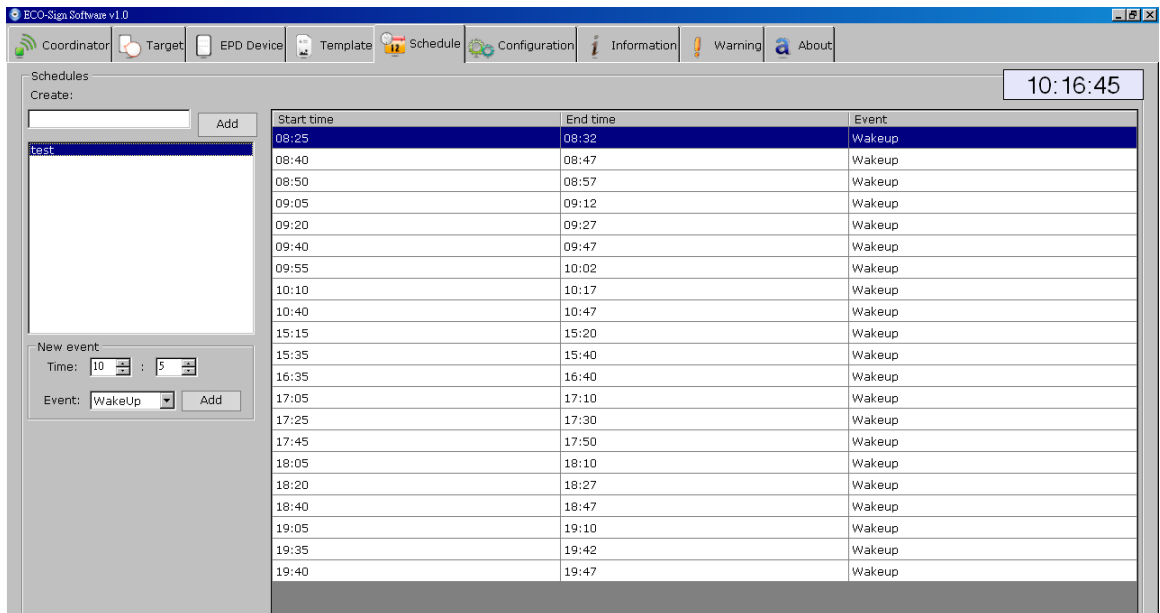 ECO-Sign Software v1.0
Coordinator Target EPD Device Template Schedule Configuration Information Warning About
Schedules
10:16:45
Create:
Add
test
Start time End time Event
08:25 08:32 Wakeup
08:40 08:47 Wakeup
08:50 08:57 Wakeup
09:05 09:12 Wakeup
09:20 09:27 Wakeup
09:40 09:47 Wakeup
09:55 10:02 Wakeup
10:10 10:17 Wakeup
10:40 10:47 Wakeup
15:15 15:20 Wakeup
15:35 15:40 Wakeup
16:35 16:40 Wakeup
17:05 17:10 Wakeup
17:25 17:30 Wakeup
17:45 17:50 Wakeup
18:05 18:10 Wakeup
18:20 18:27 Wakeup
18:40 18:47 Wakeup
19:05 19:10 Wakeup
19:35 19:42 Wakeup
19:40 19:47 Wakeup
New event
Time: 10 : 5
Event: WakeUp Add